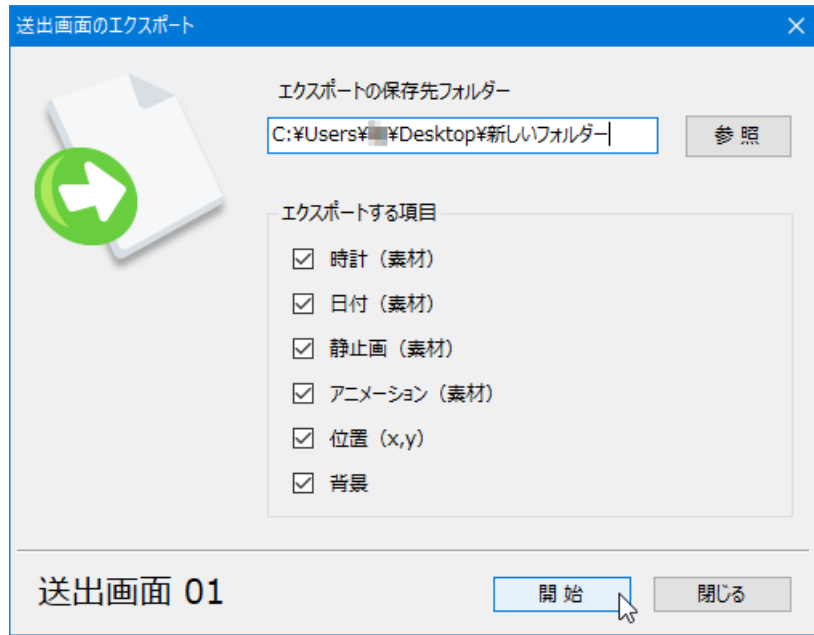 送出画面のエクスポート
エクスポートの保存先フォルダー
C:¥Users¥ ¥Desktop¥新しいフォルダー
参 照
エクスポートする項目
時計（素材）
日付（素材）
静止画（素材）
アニメーション（素材）
位置（x,y）
背景
送出画面 01
開 始
閉じる